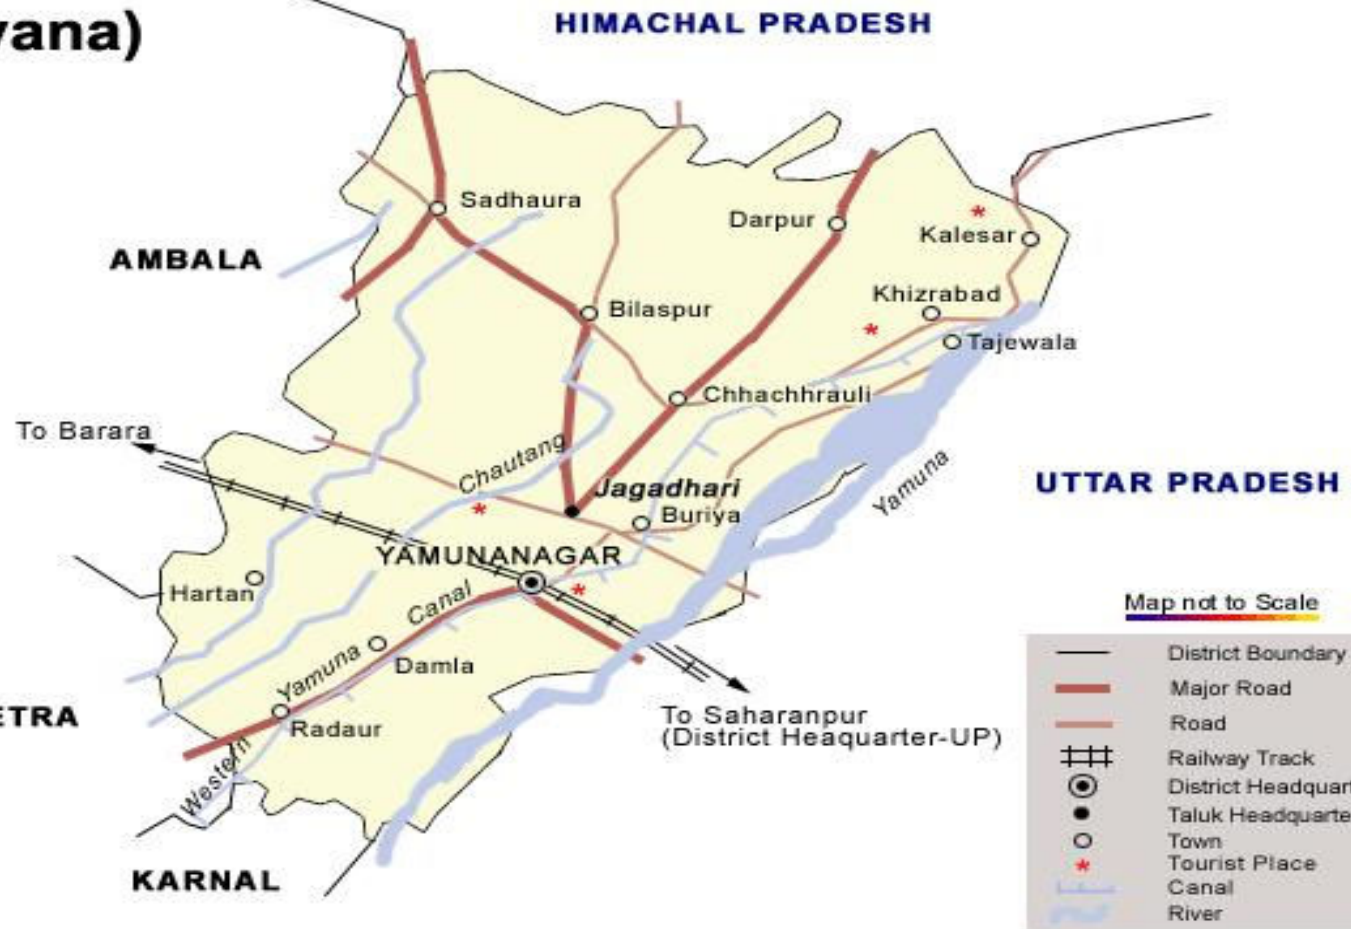 yana)
HIMACHAL PRADESH
Sadhaura
Darpur
Kalesar
AMBALA
Khizrabad
Bilaspur
Tajewala
Chhachhrauli
To Barara
Chautang
Yamuna
UTTAR PRADESH
Jagadhari
Buriya
YAMUNANAGAR
Hartan
Canal
Yamuna
Damla
ETRA
Radaur
Western
To Saharanpur
(District Heaquarter-UP)
KARNAL
Map not to Scale
District Boundary
Major Road
Road
Railway Track
District Headquart
Taluk Headquarte
Town
Tourist Place
Canal
River